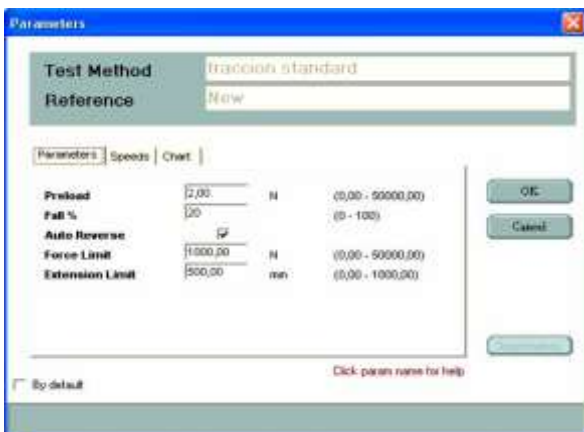 Parameters
Test Method traccion standard
Reference New
Parameters Speeds Chart
Preload 2,00 N (0,00 - 50000,00)
Fall % 20 (0 - 100)
Auto Reverse
Force Limit 1000,00 N (0,00 - 50000,00)
Extension Limit 500,00 mm (0,00 - 1000,00)
OK
Cancel
Click param name for help
By default